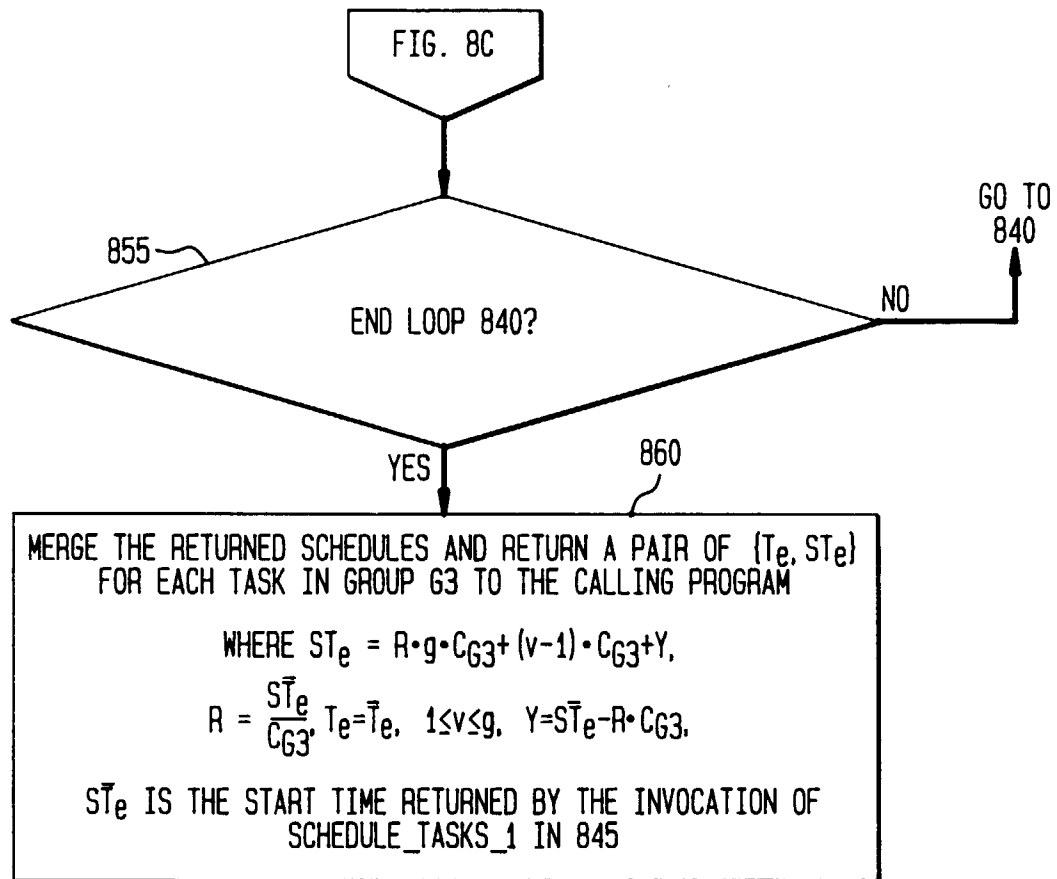 FIG. 8C
855
END LOOP 840?
NO
GO TO
840
YES
860
MERGE THE RETURNED SCHEDULES AND RETURN A PAIR OF {Te, STe}
FOR EACH TASK IN GROUP G3 TO THE CALLING PROGRAM
WHERE STe = R•g•CG3+(v-1)•CG3+Y,
R = ST̄e/CG3, Te=T̄e, 1≤v≤g, Y=ST̄e-R•CG3,
ST̄e IS THE START TIME RETURNED BY THE INVOCATION OF
SCHEDULE_TASKS_1 IN 845